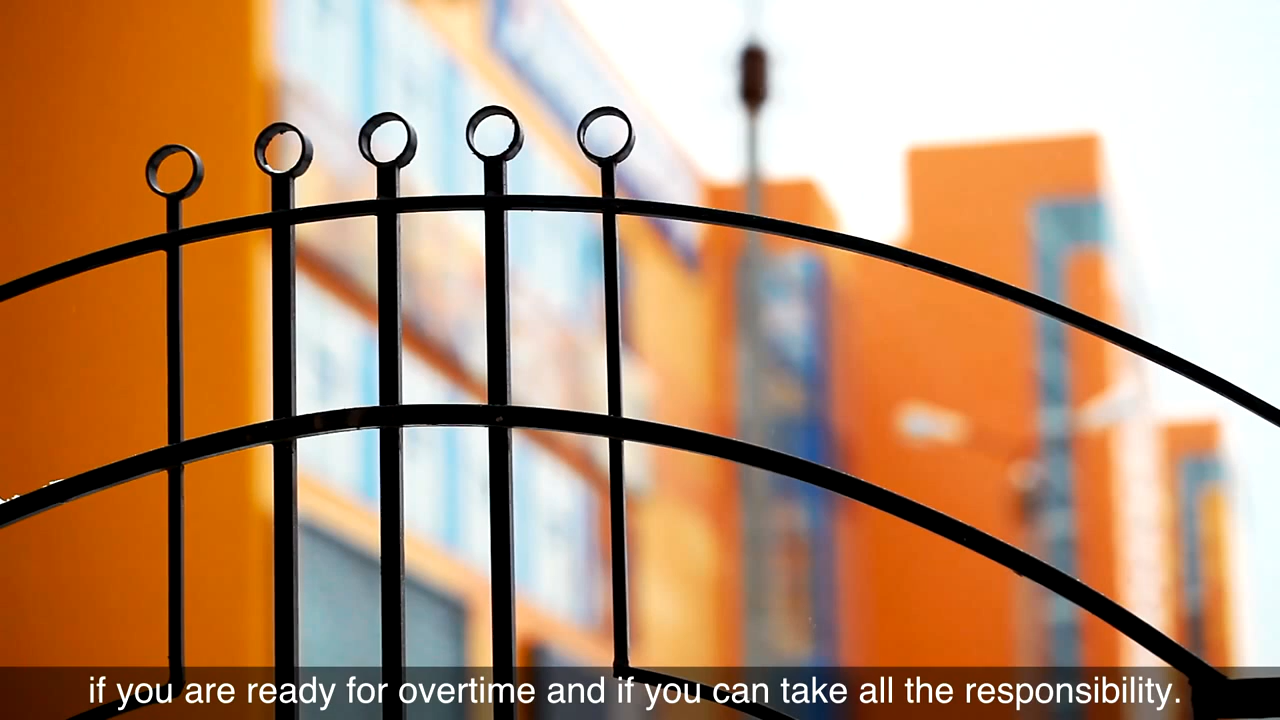 if you are ready for overtime and if you can take all the responsibility.